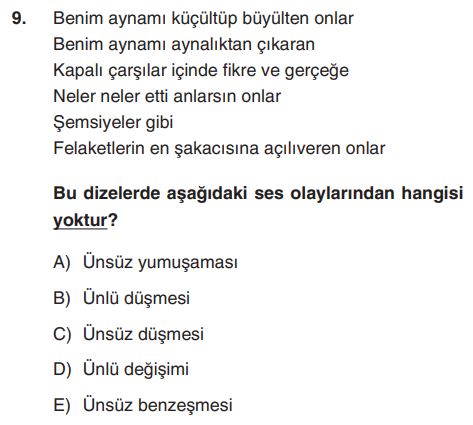 9. Benim aynamı küçültüp büyülten onlar
Benim aynamı aynalıktan çıkaran
Kapalı çarşılar içinde fikre ve gerçeğe
Neler neler etti anlarsın onlar
Şemsiyeler gibi
Felaketlerin en şakacısına açılıveren onlar
Bu dizelerde aşağıdaki ses olaylarından hangisi
yoktur?
A) Ünsüz yumuşaması
B) Ünlü düşmesi
C) Ünsüz düşmesi
D) Ünlü değişimi
E) Ünsüz benzeşmesi